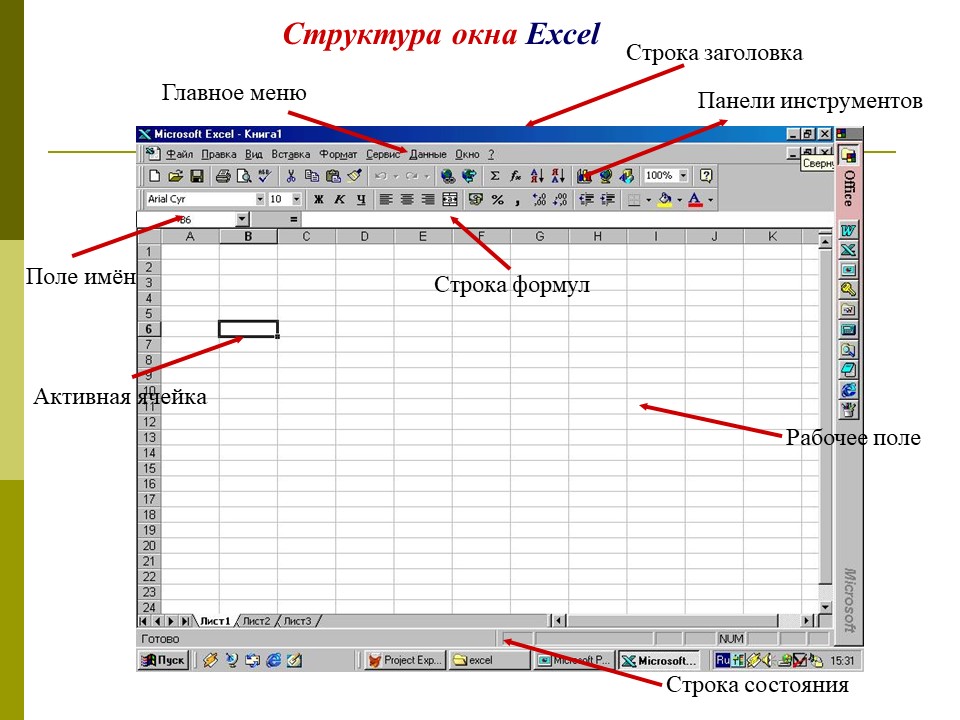 Структура окна Excel
Строка заголовка
Главное меню
Панели инструментов
Microsoft Excel - Книга1
Файл Правка Вид Вставка Формат Сервис Данные Окно ?
Сверну
100%
Office
Arial Cyr 10 Ж К Ч
B6 =
A B C D E F G H I J K
Поле имён
Строка формул
1
2
3
4
5
6
7
8
9
10
Активная ячейка
11
12
13
Рабочее поле
14
15
16
17
18
19
20
21
22
23
24
Microsoft
Лист1 Лист2 Лист3
Готово NUM
Пуск Project Exp... excel Microsoft P... Microsoft... Ru 15:31
Строка состояния